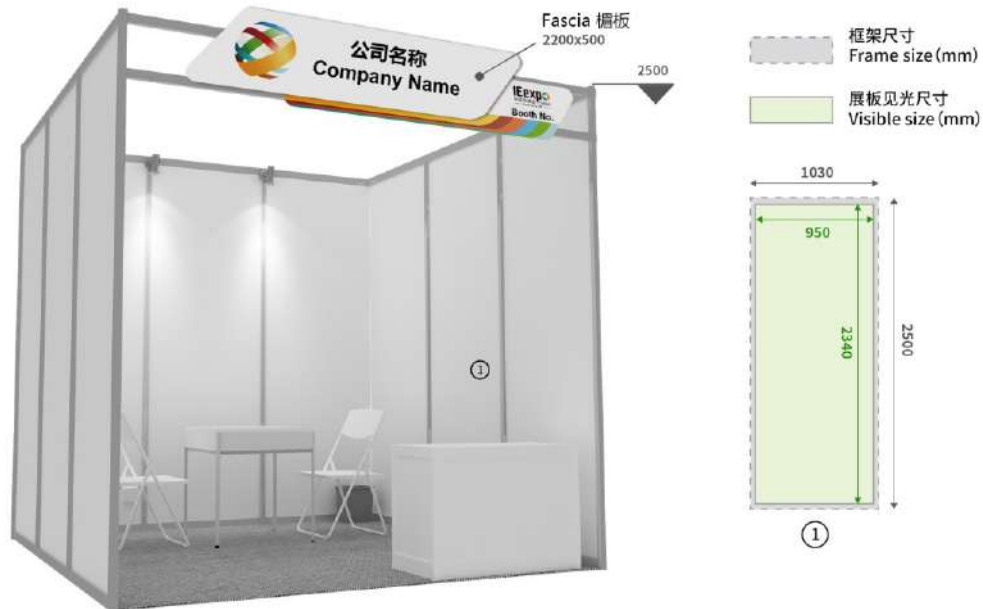 Fascia 楣板
2200x500
公司名称
Company Name
IEexpo
Booth No.
2500
①
框架尺寸
Frame size (mm)
展板见光尺寸
Visible size (mm)
1030
950
2340
2500
①